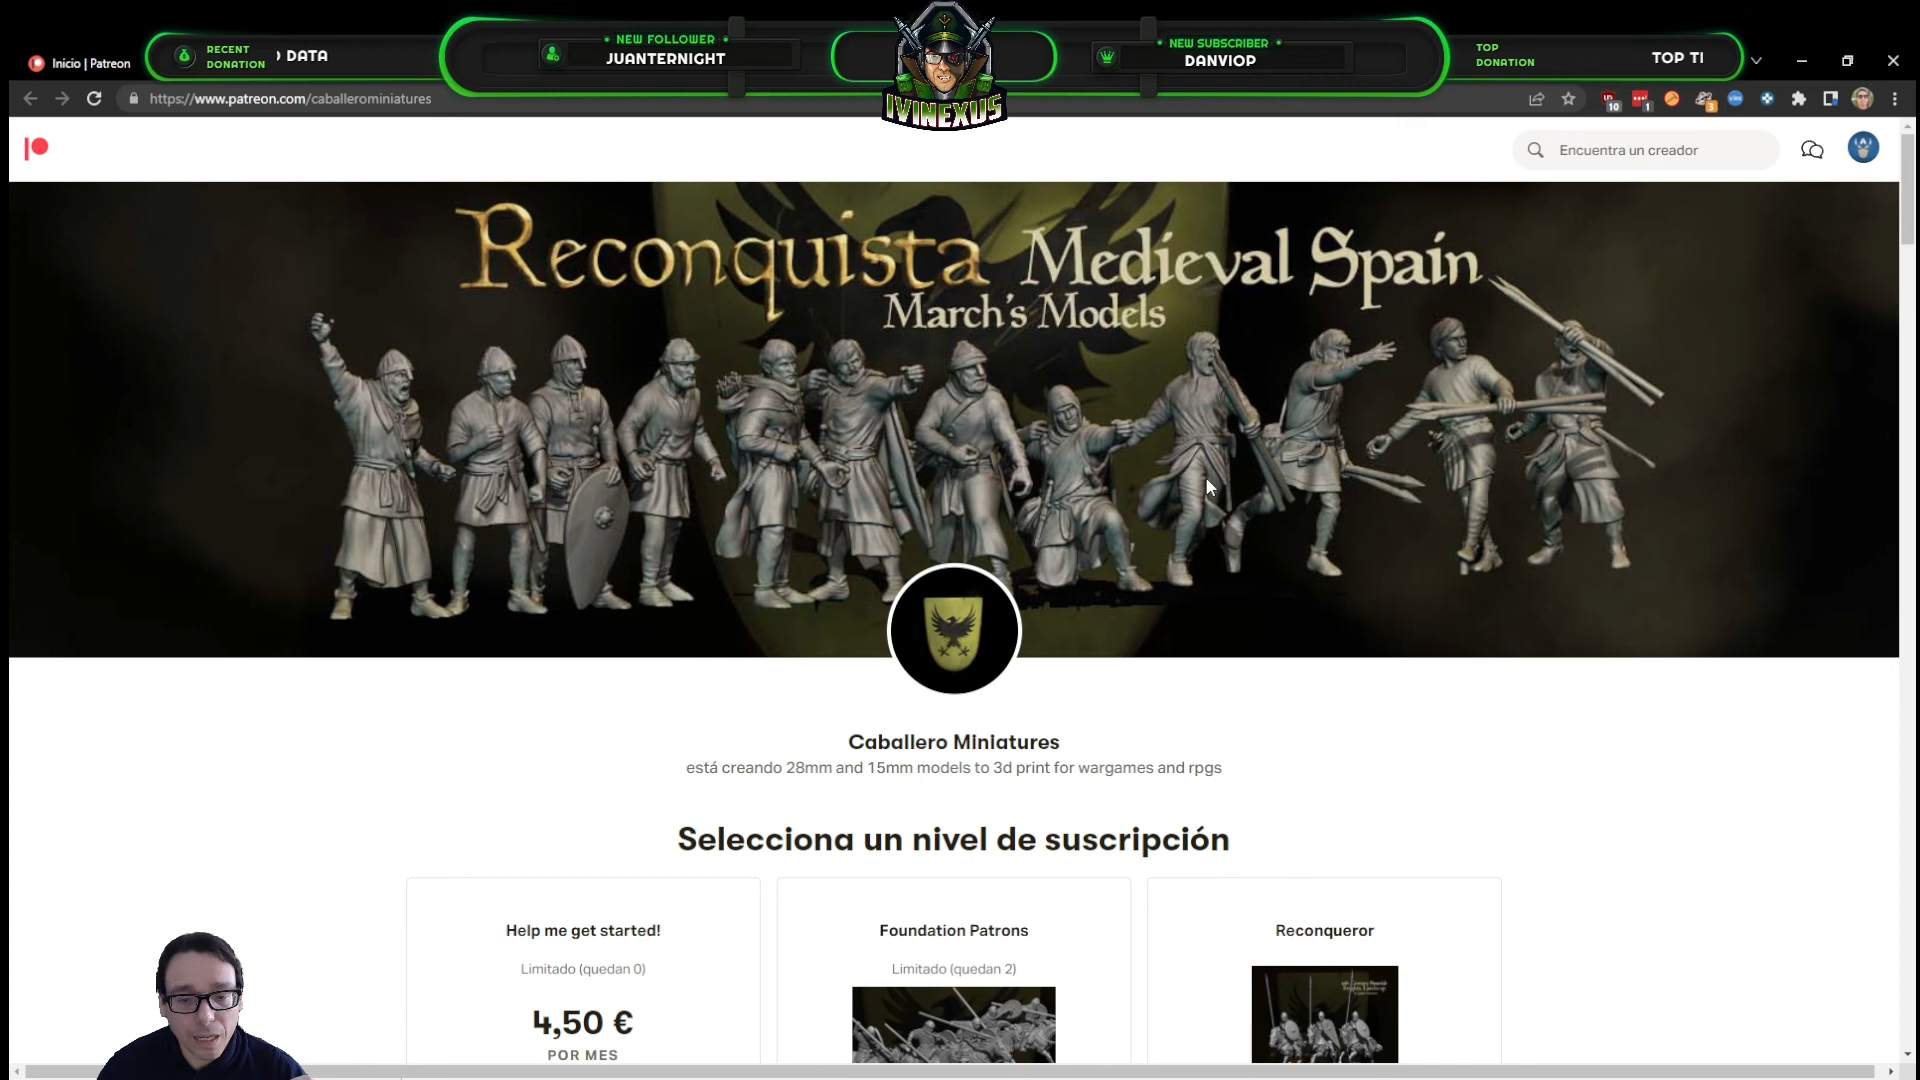 NEW FOLLOWER
JUANTERNIGHT
NEW SUBSCRIBER
DANVIOP
RECENT
DONATION
DATA
TOP
DONATION
TOP TI
IVINEXUS
Inicio | Patreon
https://www.patreon.com/caballerominiatures
10
1
3
Encuentra un creador
Reconquista Medieval Spain
March's Models
Caballero Miniatures
está creando 28mm and 15mm models to 3d print for wargames and rpgs
Selecciona un nivel de suscripción
Help me get started!
Limitado (quedan 0)
4,50 €
POR MES
Foundation Patrons
Limitado (quedan 2)
Reconqueror